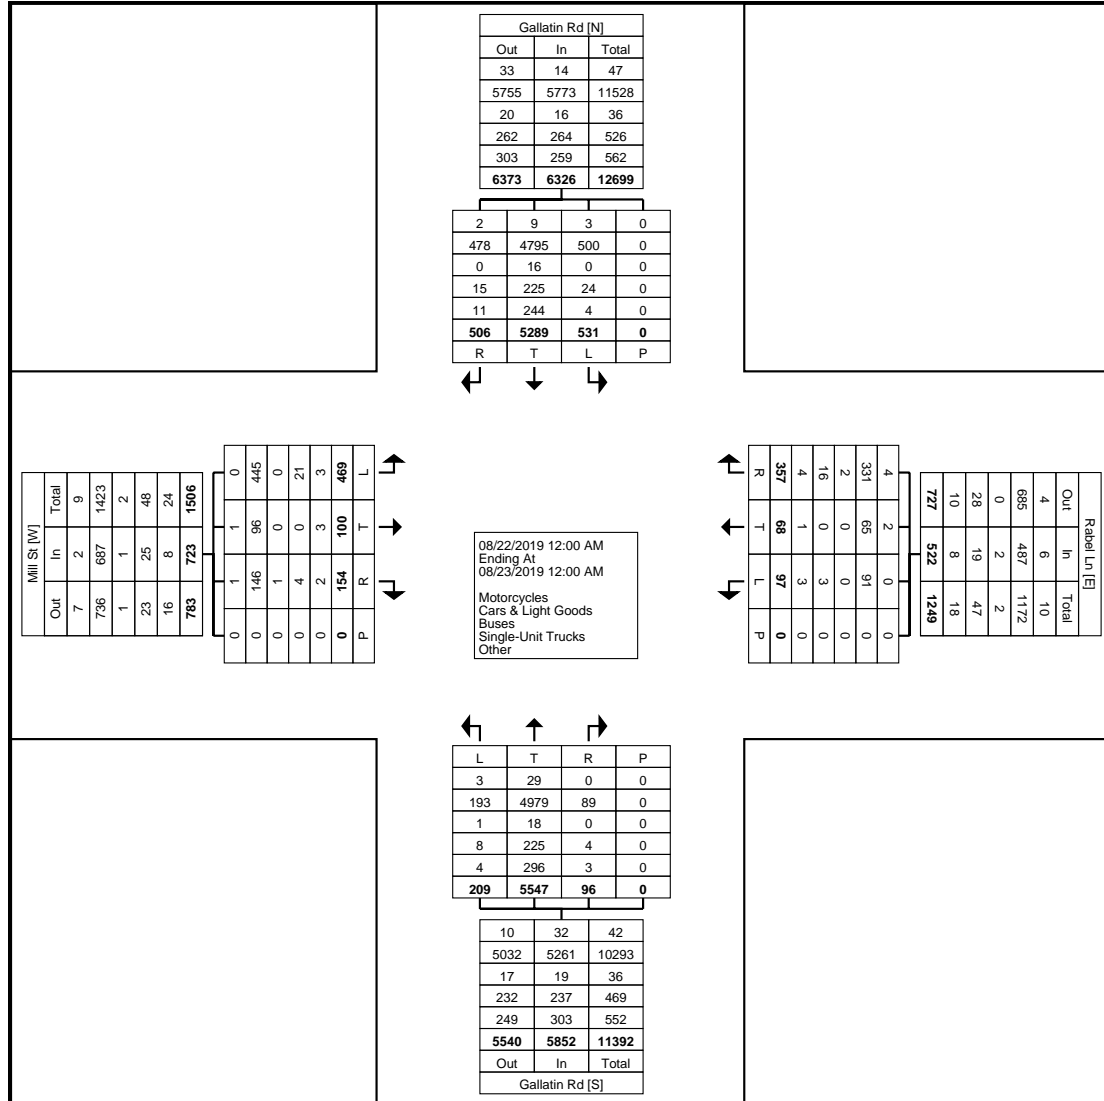 Gallatin Rd [N]
Out In Total
33 14 47
5755 5773 11528
20 16 36
262 264 526
303 259 562
6373 6326 12699
2 9 3 0
478 4795 500 0
0 16 0 0
15 225 24 0
11 244 4 0
506 5289 531 0
R T L P
Mill St [W]
Total 9 1423 2 48 24 1506
In 2 687 1 25 8 723
Out 7 736 1 23 16 783
0 445 0 21 3 469 L
1 96 0 0 3 100 T
1 146 1 4 2 154 R
0 0 0 0 0 0 P
08/22/2019 12:00 AM
Ending At
08/23/2019 12:00 AM
Motorcycles
Cars & Light Goods
Buses
Single-Unit Trucks
Other
R 357 4 16 2 331 4
T 68 1 0 0 65 2
L 97 3 3 0 91 0
P 0 0 0 0 0 0
Rabel Ln [E]
727 10 28 0 685 4 Out
522 8 19 2 487 6 In
1249 18 47 2 1172 10 Total
L T R P
3 29 0 0
193 4979 89 0
1 18 0 0
8 225 4 0
4 296 3 0
209 5547 96 0
10 32 42
5032 5261 10293
17 19 36
232 237 469
249 303 552
5540 5852 11392
Out In Total
Gallatin Rd [S]